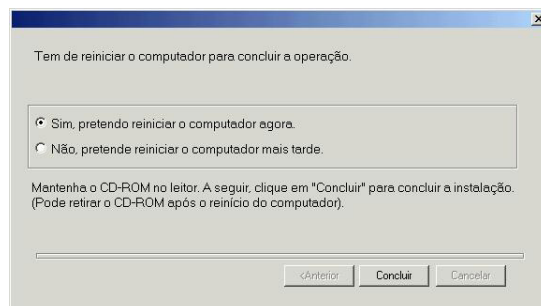 Tem de reiniciar o computador para concluir a operação.
Sim, pretendo reiniciar o computador agora.
Não, pretende reiniciar o computador mais tarde.
Mantenha o CD-ROM no leitor. A seguir, clique em "Concluir" para concluir a instalação.
(Pode retirar o CD-ROM após o reinício do computador).
<Anterior Concluir Cancelar